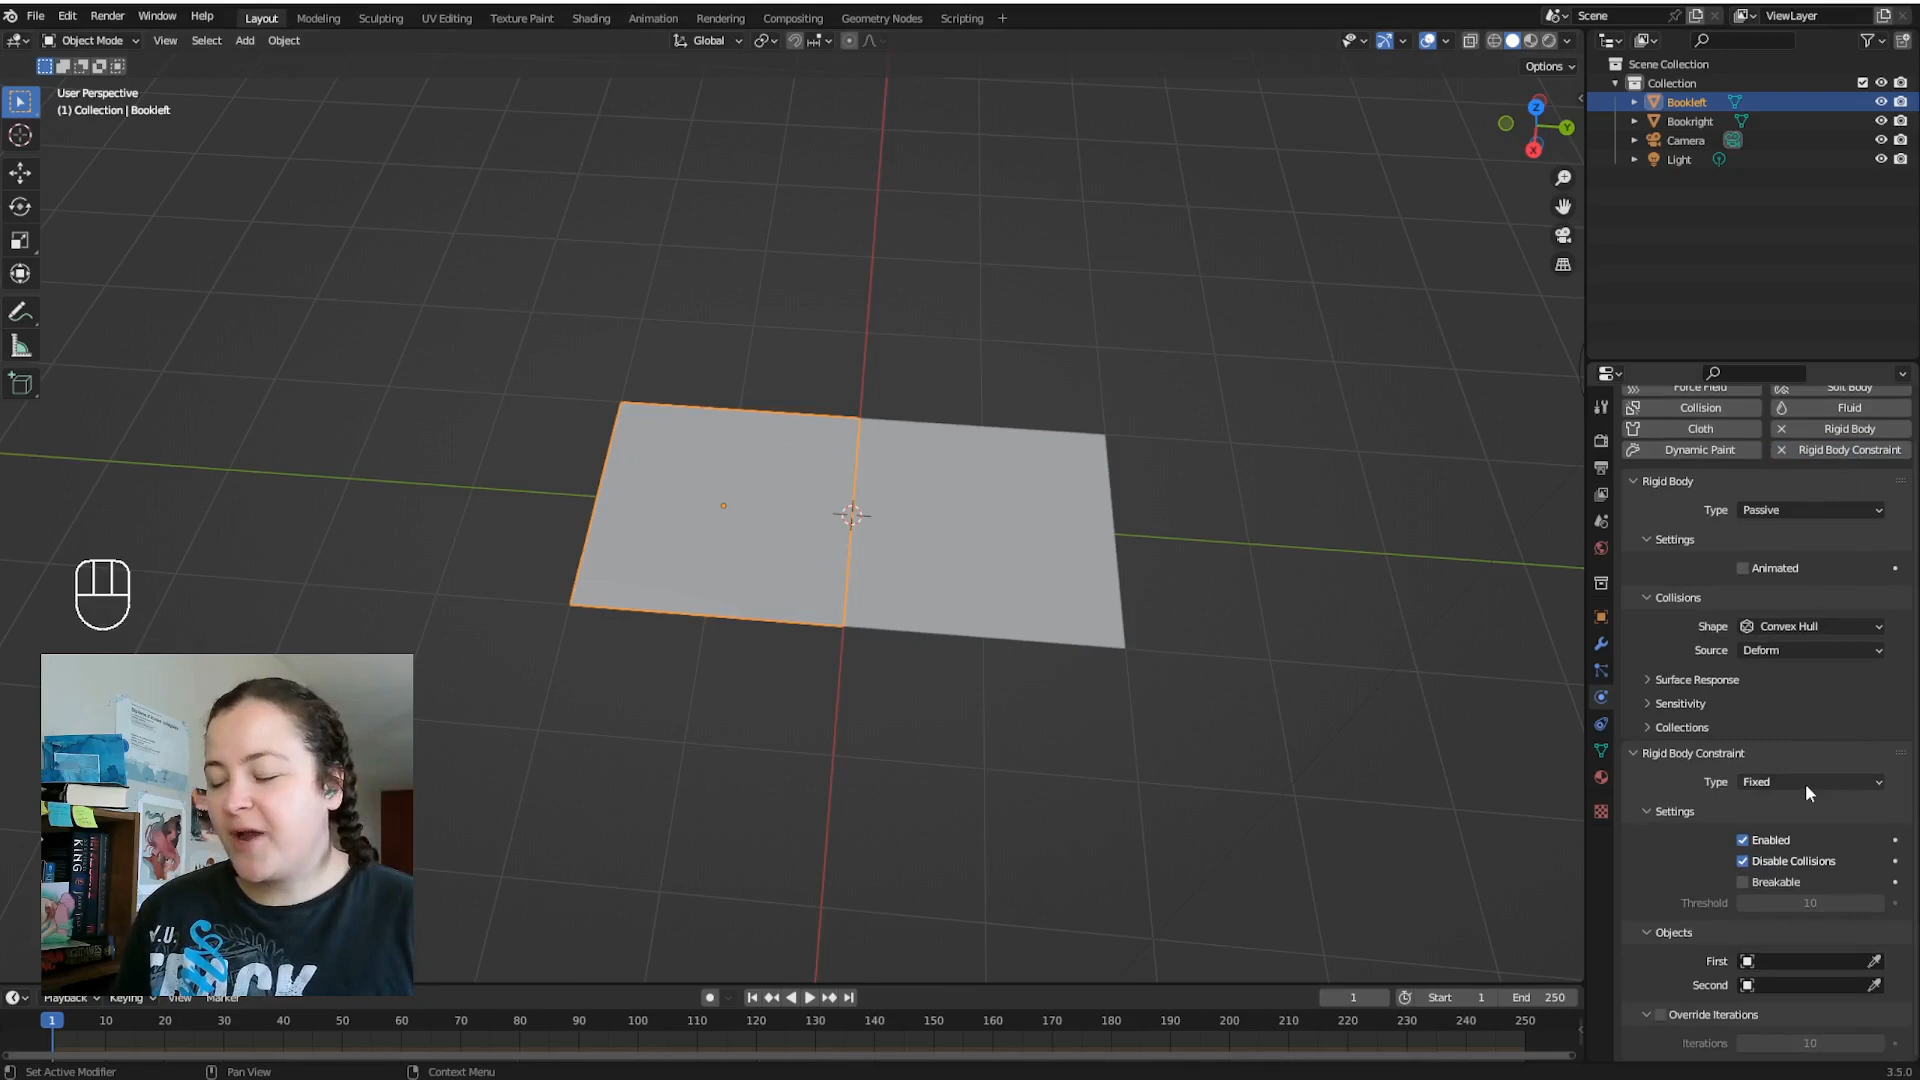 File Edit Render Window Help Layout Modeling Sculpting UV Editing Texture Paint Shading Animation Rendering Compositing Geometry Nodes Scripting + Scene ViewLayer
Object Mode View Select Add Object Global
Options
User Perspective
(1) Collection | Bookleft
Z
Y
X
Scene Collection
Collection
Bookleft
Bookright
Camera
Light
Force Field Soft Body
Collision Fluid
Cloth Rigid Body
Dynamic Paint Rigid Body Constraint
Rigid Body
Type Passive
Settings
Animated
Collisions
Shape Convex Hull
Source Deform
Surface Response
Sensitivity
Collections
Rigid Body Constraint
Type Fixed
Settings
Enabled
Disable Collisions
Breakable
Threshold 10
Objects
First
Second
Override Iterations
Iterations 10
KING
V.U.
Playback Keying View Marker 1 Start 1 End 250
1 10 20 30 40 50 60 70 80 90 100 110 120 130 140 150 160 170 180 190 200 210 220 230 240 250
Set Active Modifier Pan View Context Menu 3.5.0